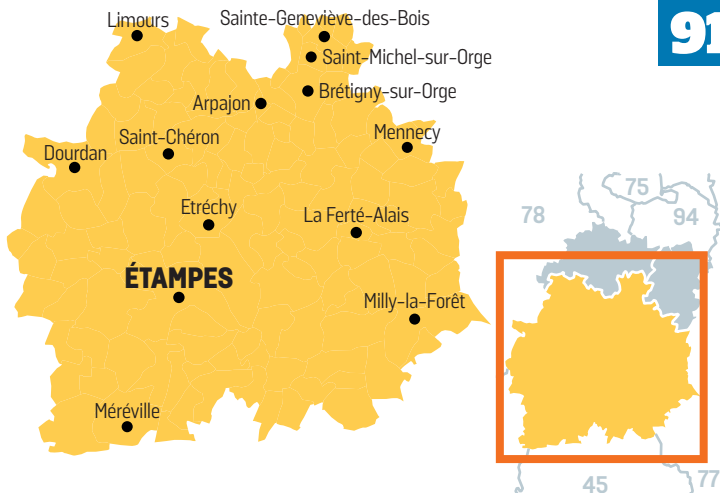 Limours
Sainte-Geneviève-des-Bois
91
Saint-Michel-sur-Orge
Brétigny-sur-Orge
Arpajon
Saint-Chéron
Mennecy
Dourdan
75
78
94
Etréchy
La Ferté-Alais
ÉTAMPES
Milly-la-Forêt
Méréville
45
77